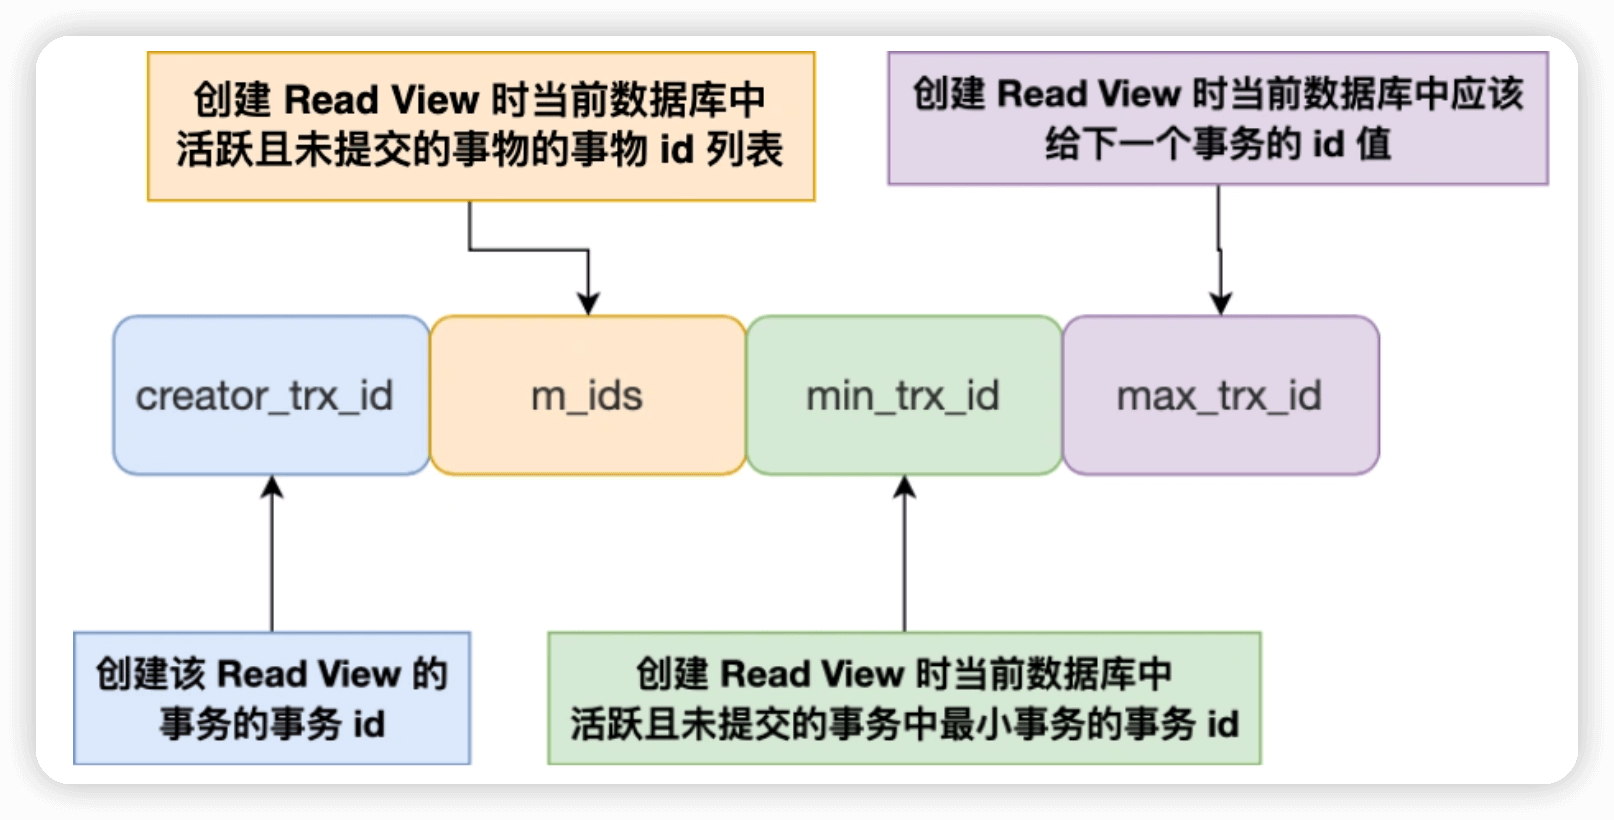 创建 Read View 时当前数据库中
活跃且未提交的事物的事物 id 列表
创建 Read View 时当前数据库中应该
给下一个事务的 id 值
creator_trx_id
m_ids
min_trx_id
max_trx_id
创建该 Read View 的
事务的事务 id
创建 Read View 时当前数据库中
活跃且未提交的事务中最小事务的事务 id